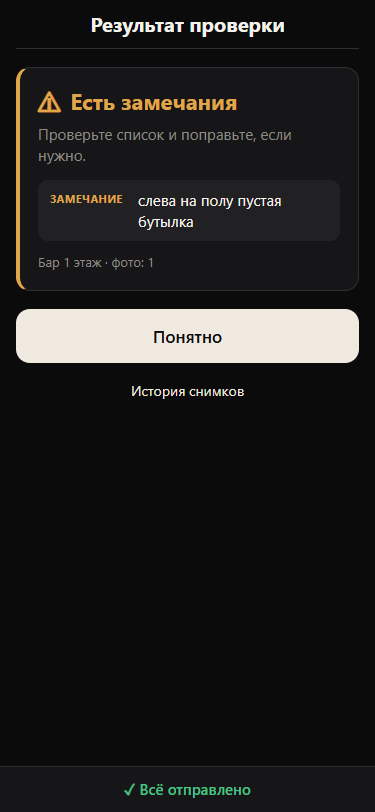 Результат проверки
Есть замечания
Проверьте список и поправьте, если
нужно.
ЗАМЕЧАНИЕ
слева на полу пустая
бутылка
Бар 1 этаж · фото: 1
Понятно
История снимков
✓ Всё отправлено